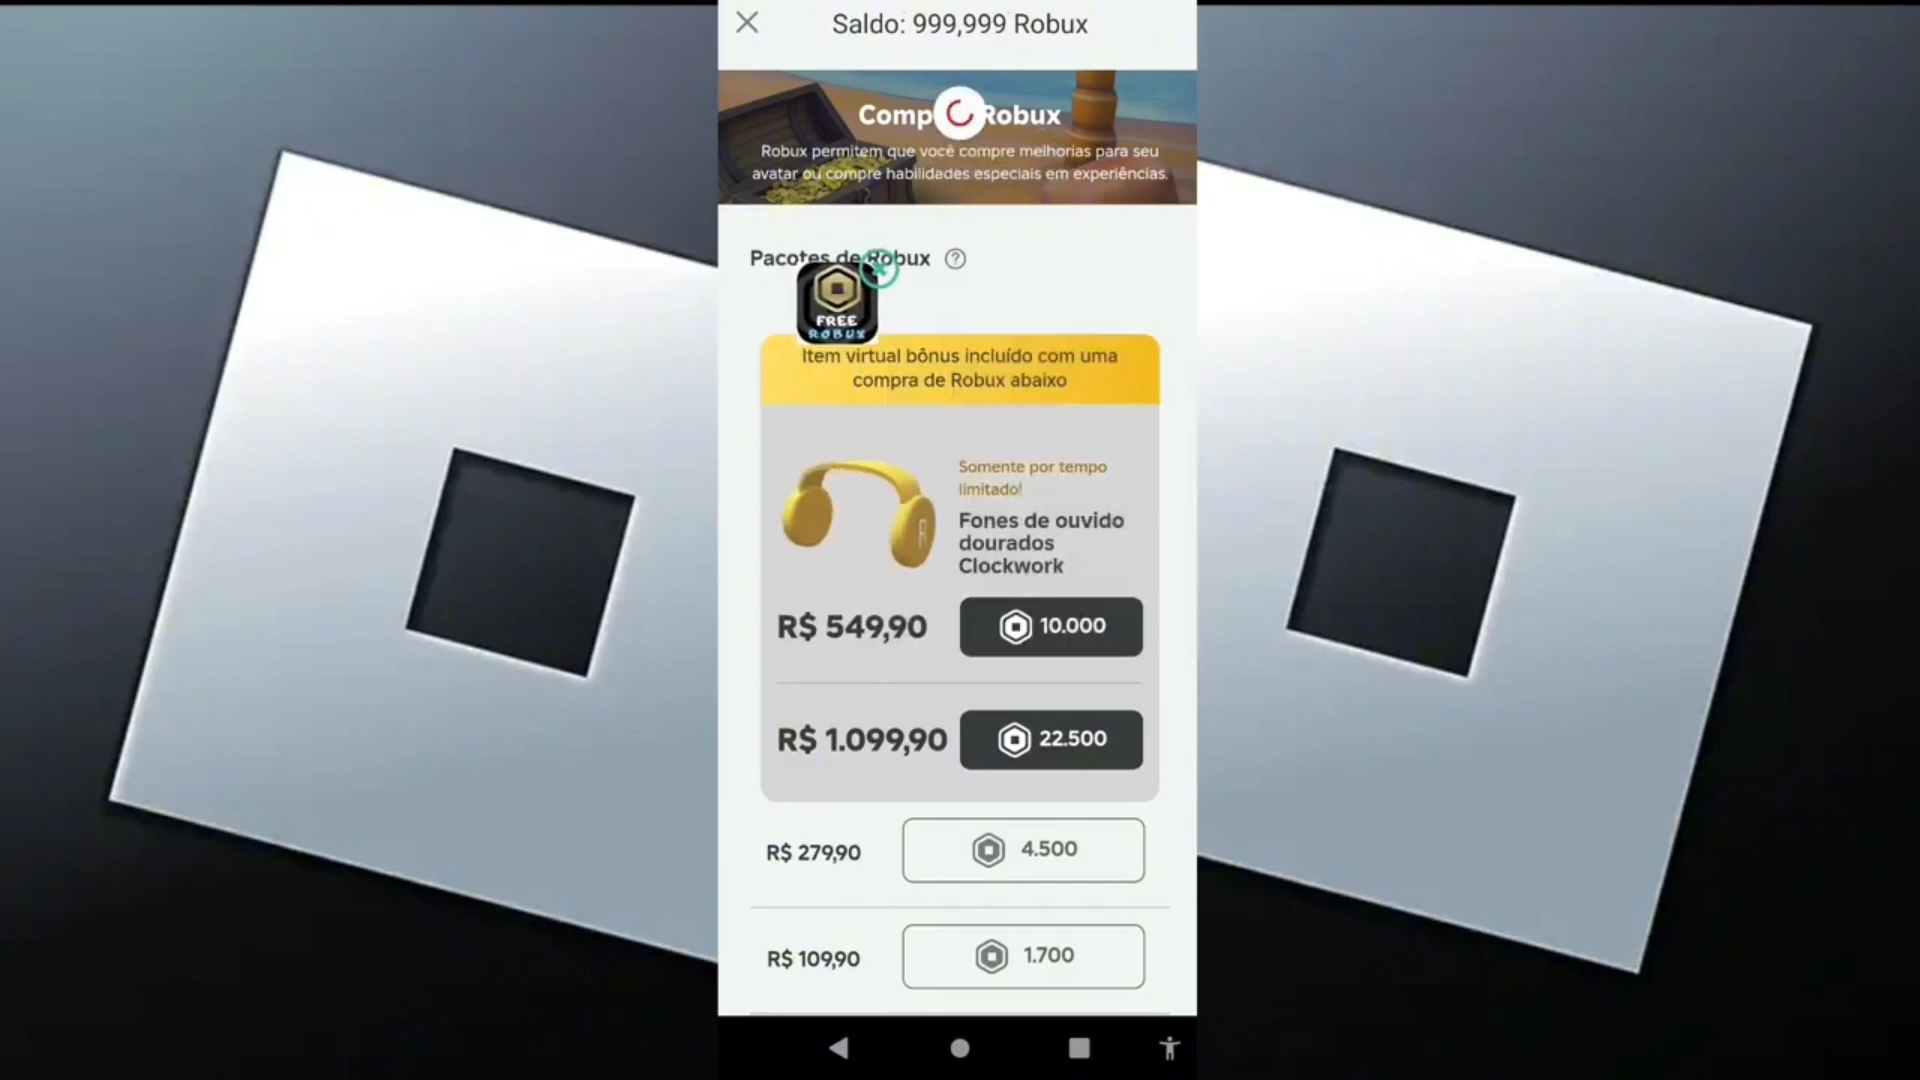 Saldo: 999,999 Robux
Comp Robux
Robux permitem que você compre melhorias para seu
avatar ou compre habilidades especiais em experiências.
Pacotes de Robux ?
FREE
ROBUX
Item virtual bônus incluído com uma
compra de Robux abaixo
Somente por tempo
limitado!
Fones de ouvido
dourados
Clockwork
R
R$ 549,90 10.000
R$ 1.099,90 22.500
R$ 279,90 4.500
R$ 109,90 1.700